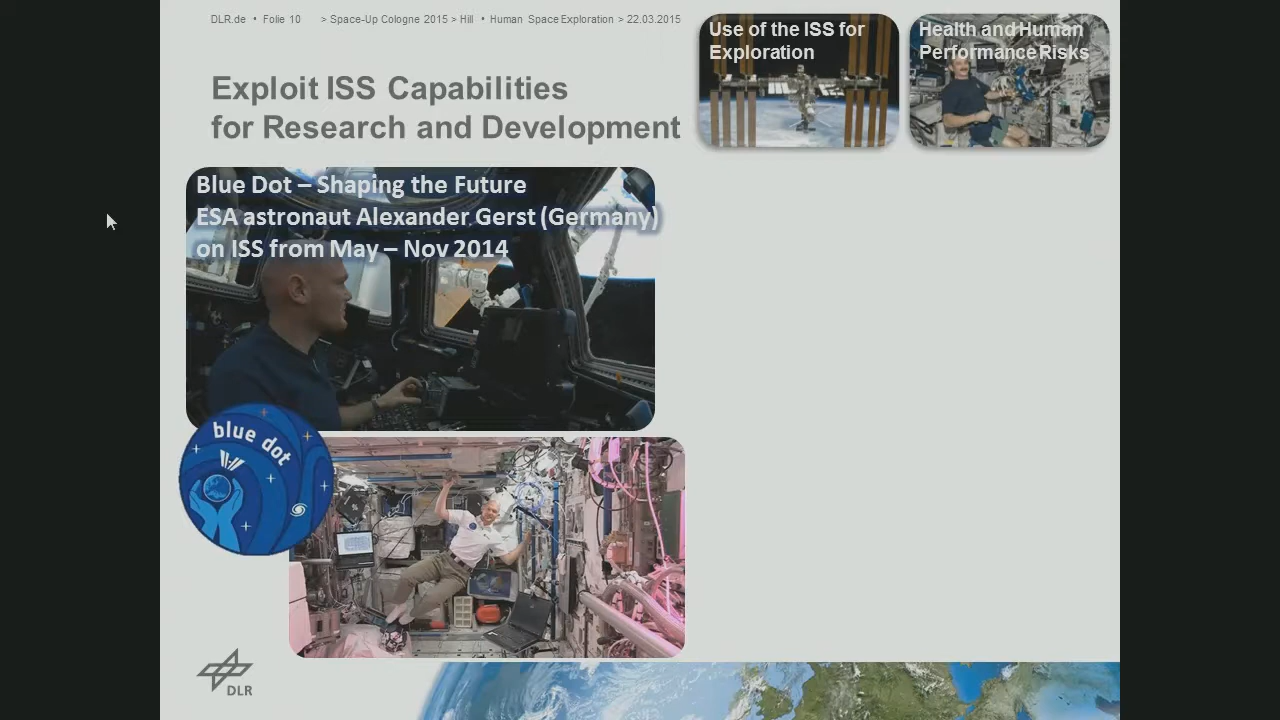 DLR.de • Folie 10 > Space-Up Cologne 2015 > Hill • Human Space Exploration > 22.03.2015
Use of the ISS for
Exploration
Health and Human
Performance Risks
Exploit ISS Capabilities
for Research and Development
Blue Dot – Shaping the Future
ESA astronaut Alexander Gerst (Germany)
on ISS from May – Nov 2014
blue dot
DLR